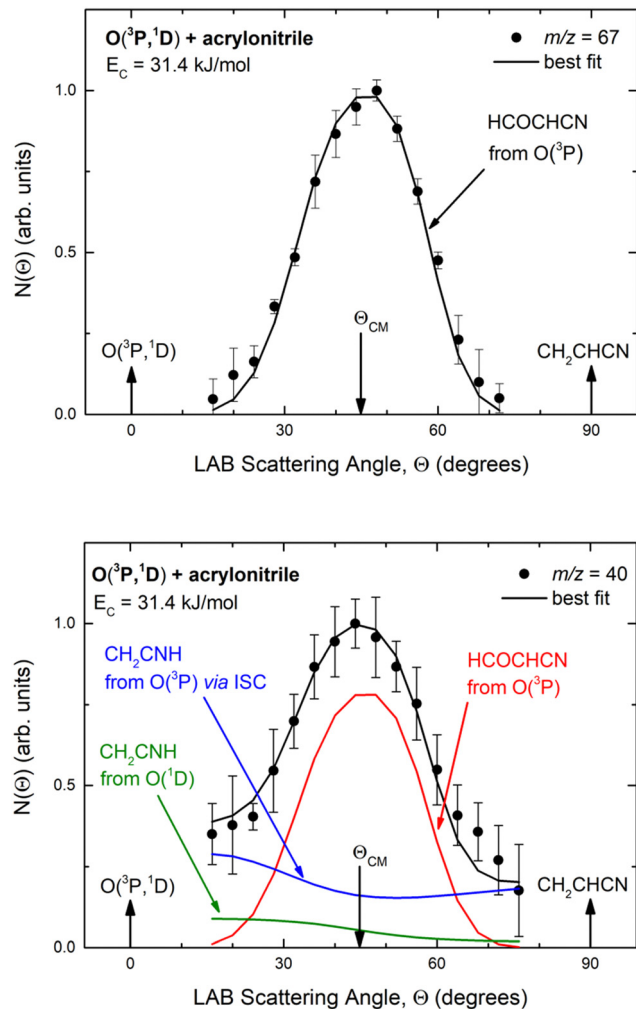 O(³P,¹D) + acrylonitrile
E_C = 31.4 kJ/mol
● m/z = 67
— best fit
HCOCHCN
from O(³P)
1.0
0.5
0.0
N(Θ) (arb. units)
Θ_CM
O(³P,¹D)
CH₂CHCN
0 30 60 90
LAB Scattering Angle, Θ (degrees)
O(³P,¹D) + acrylonitrile
E_C = 31.4 kJ/mol
● m/z = 40
— best fit
CH₂CNH
from O(³P) via ISC
HCOCHCN
from O(³P)
CH₂CNH
from O(¹D)
1.0
0.5
0.0
N(Θ) (arb. units)
Θ_CM
O(³P,¹D)
CH₂CHCN
0 30 60 90
LAB Scattering Angle, Θ (degrees)